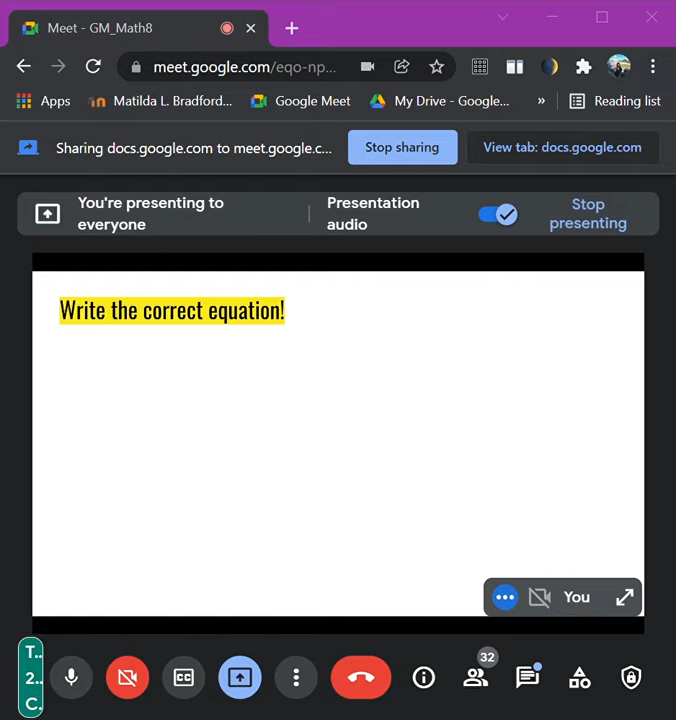 Meet - GM_Math8
meet.google.com/eqo-np...
Apps
Matilda L. Bradford...
Google Meet
My Drive - Google...
»
Reading list
Sharing docs.google.com to meet.google.c...
Stop sharing
View tab: docs.google.com
You're presenting to
everyone
Presentation
audio
Stop
presenting
Write the correct equation!
You
T..
2..
C.
CC
32